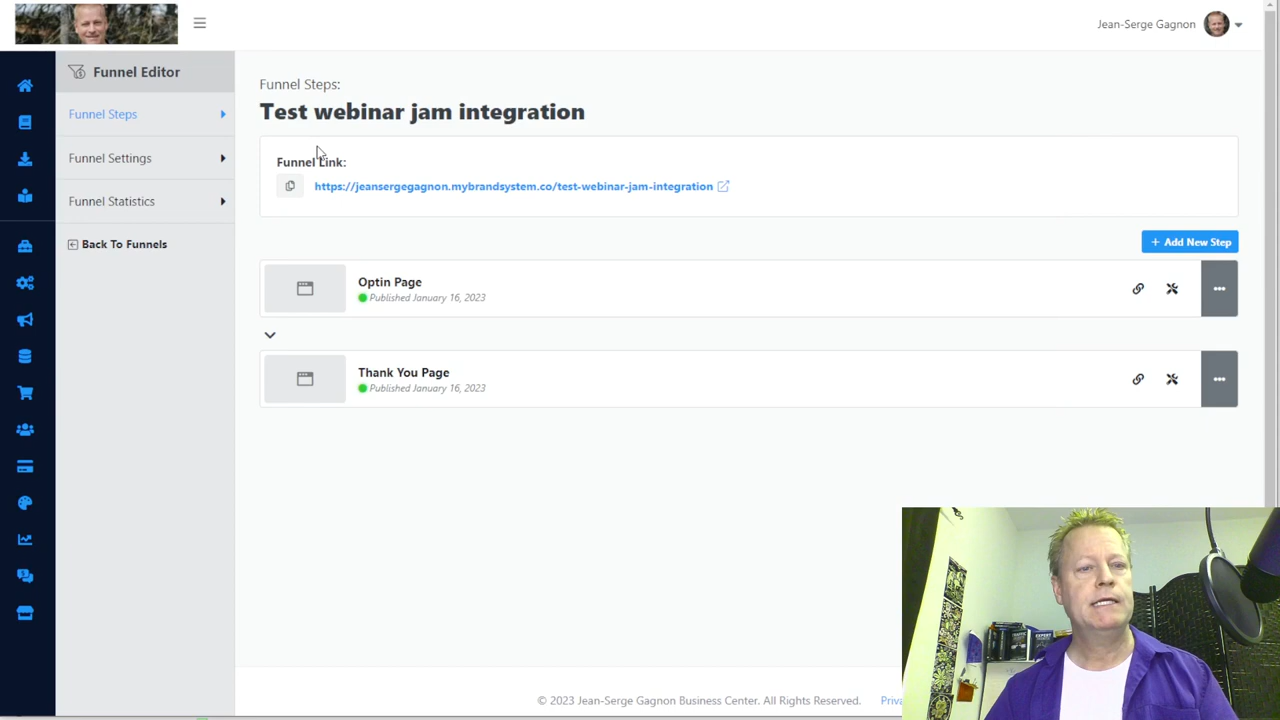 Jean-Serge Gagnon
Funnel Editor
Funnel Steps
Funnel Settings
Funnel Statistics
Back To Funnels
Funnel Steps:
Test webinar jam integration
Funnel Link:
https://jeansergegagnon.mybrandsystem.co/test-webinar-jam-integration
+ Add New Step
Optin Page
Published January 16, 2023
Thank You Page
Published January 16, 2023
© 2023 Jean-Serge Gagnon Business Center. All Rights Reserved.